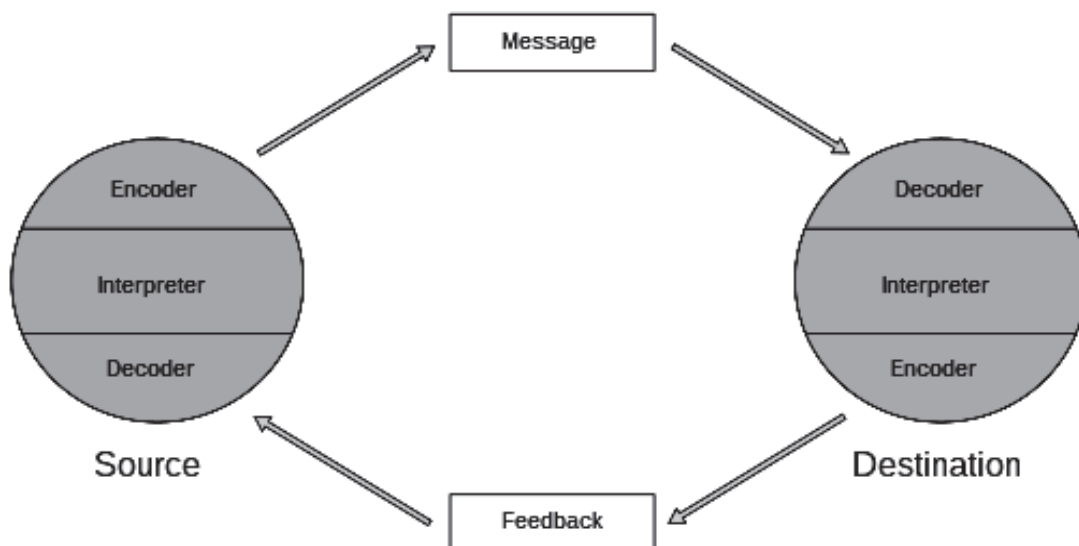 Message
Encoder
Interpreter
Decoder
Source
Decoder
Interpreter
Encoder
Destination
Feedback